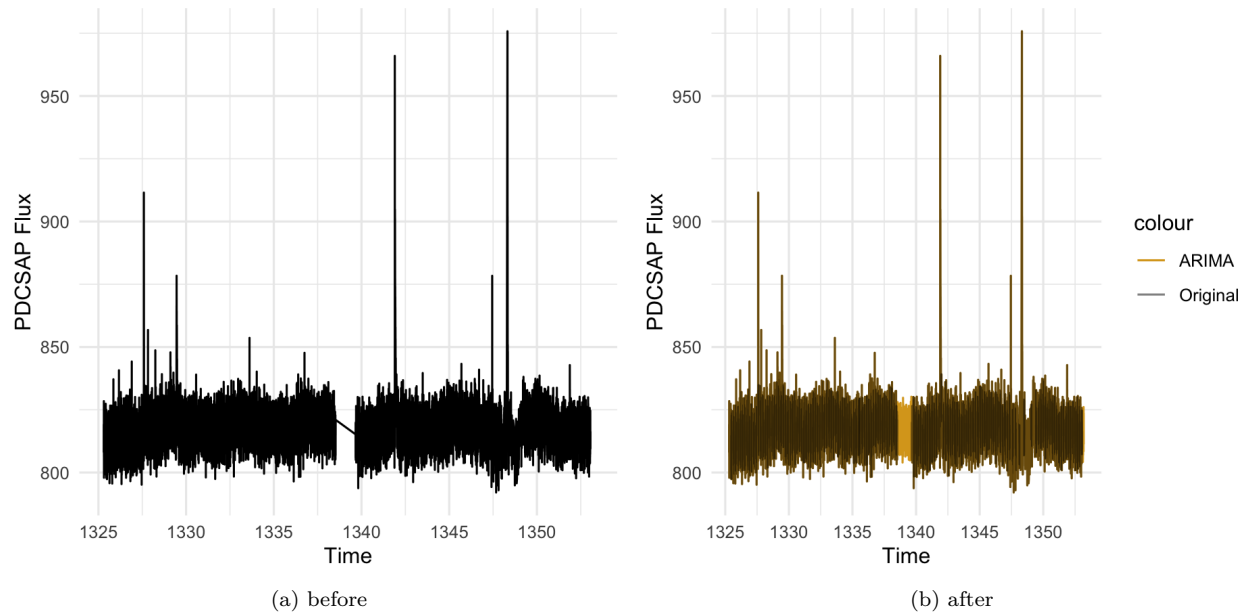 950
900
850
800
PDCSAP Flux
1325
1330
1335
1340
1345
1350
Time
(a) before
950
900
850
800
PDCSAP Flux
1325
1330
1335
1340
1345
1350
Time
(b) after
colour
ARIMA
Original